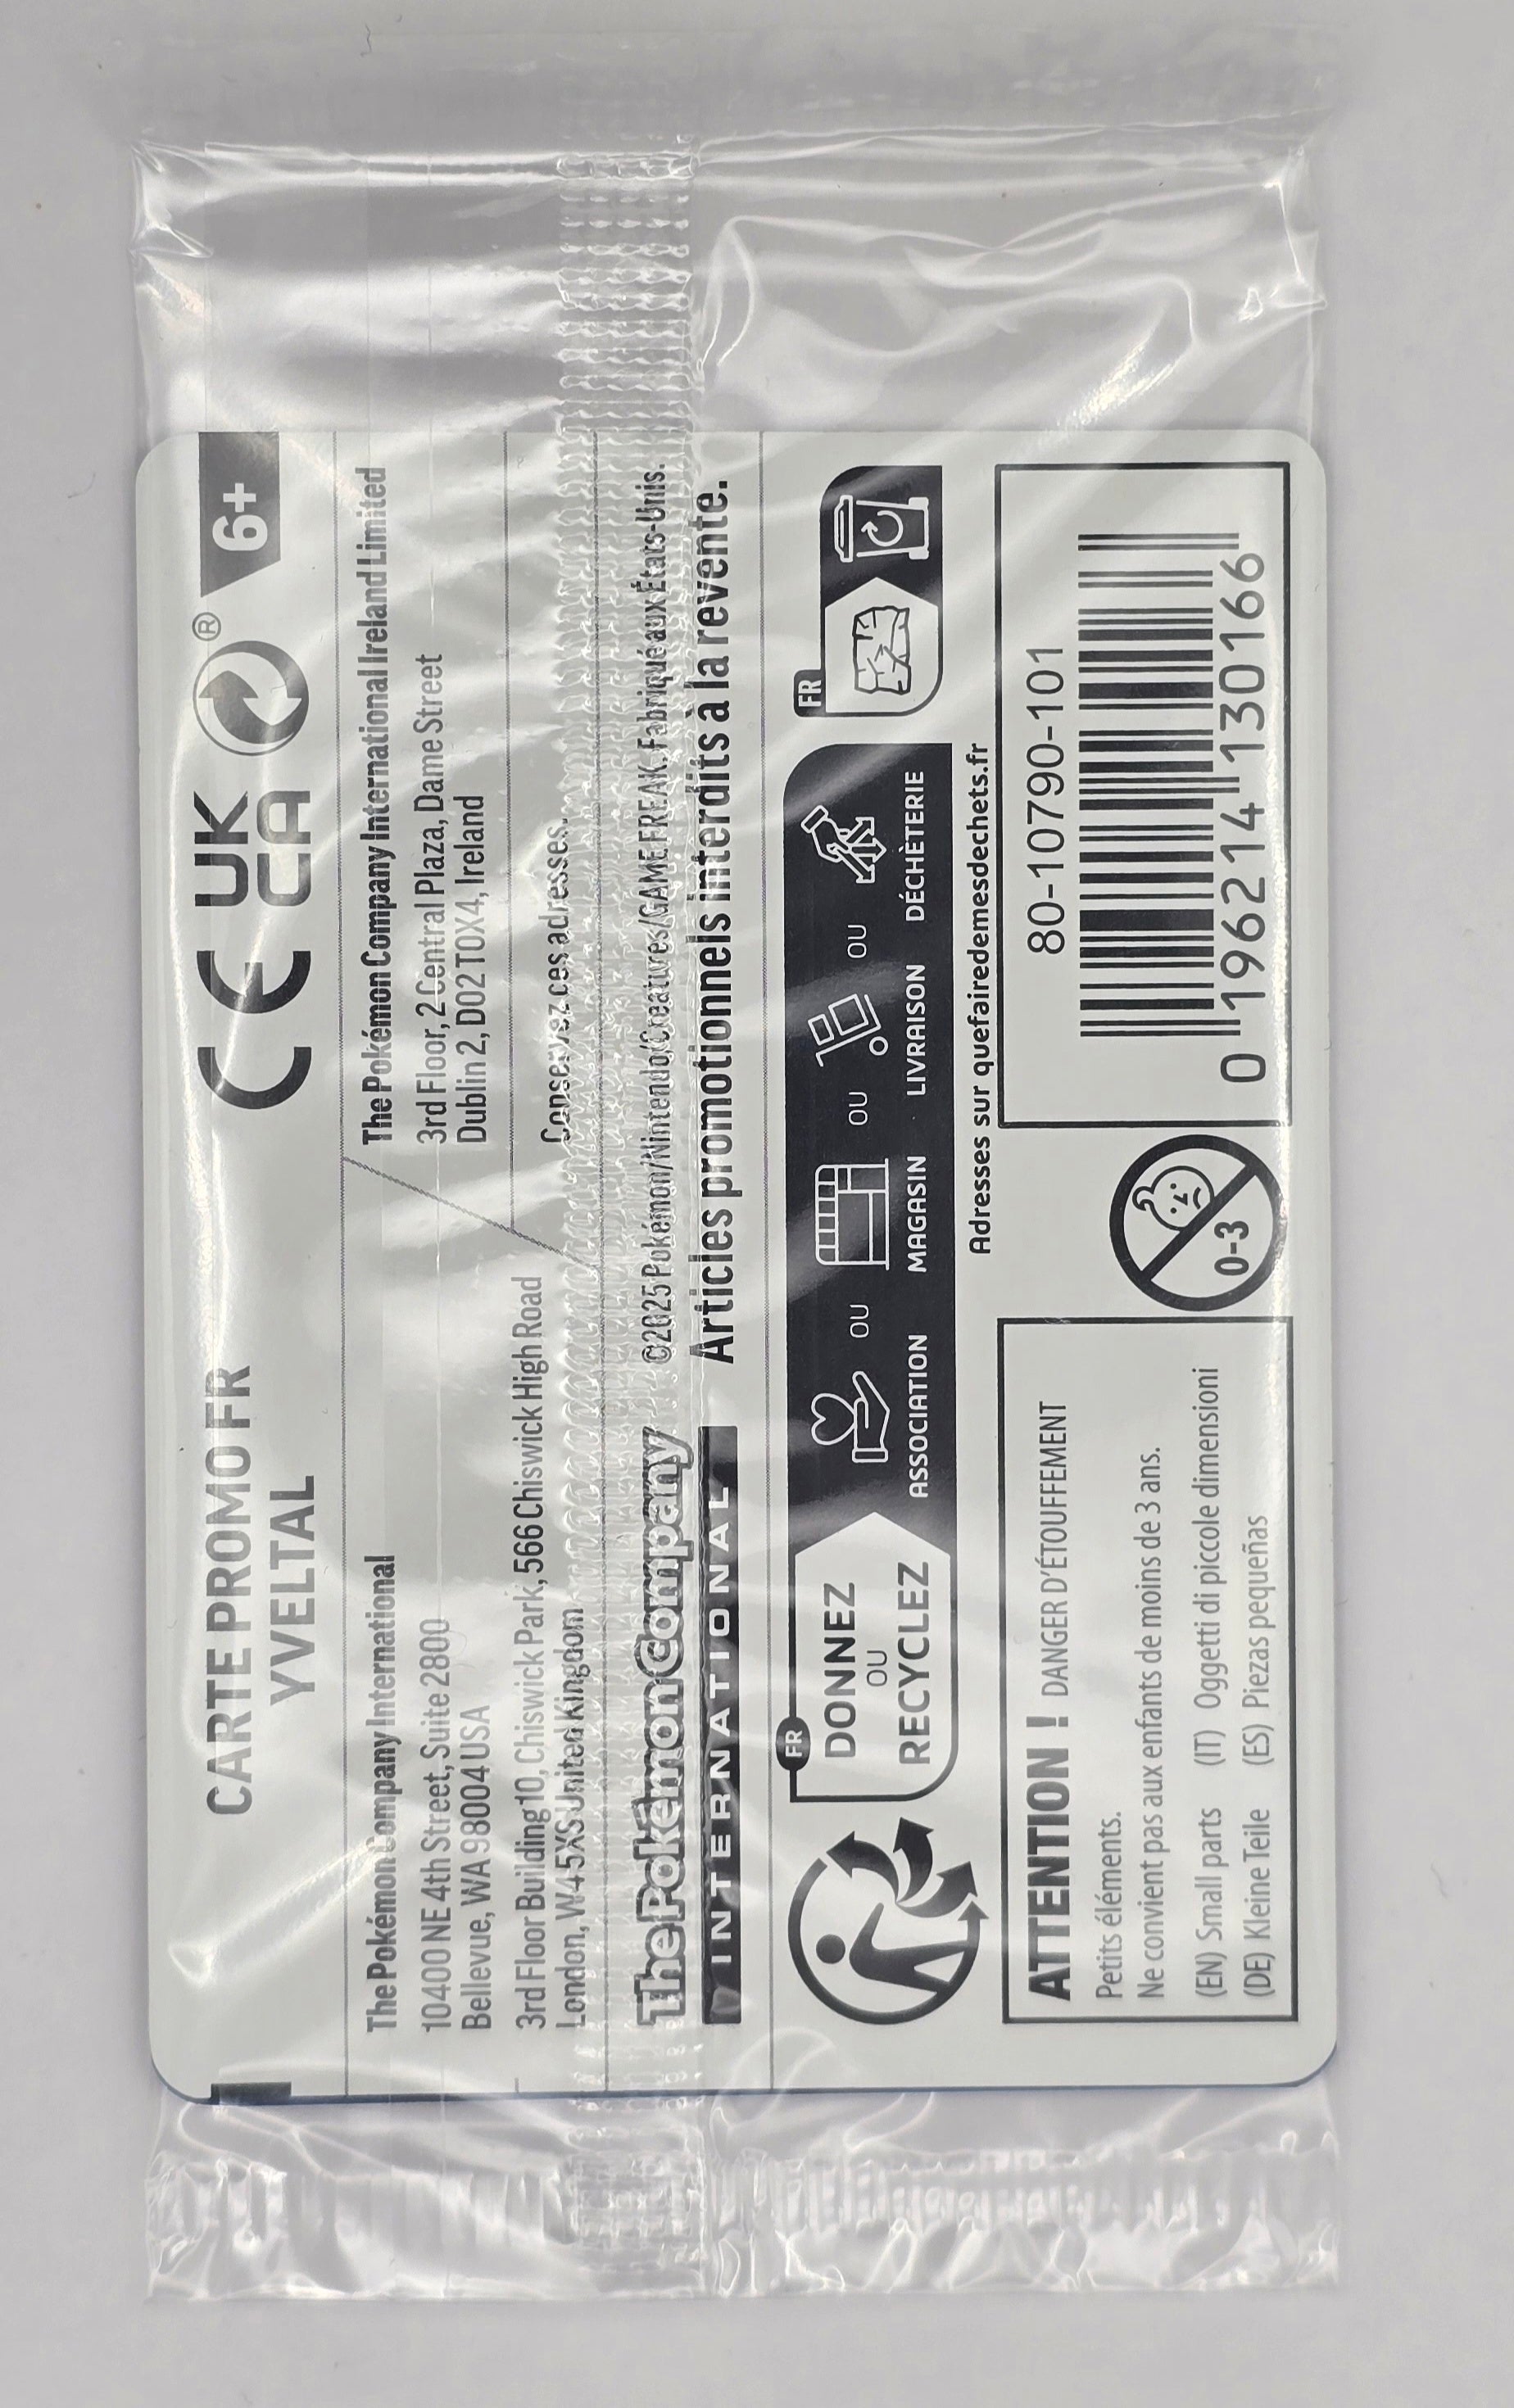 CARTE PROMO FR
YVELTAL
CE UK CA ® 6+
The Pokémon Company International
10400 NE 4th Street, Suite 2800
Bellevue, WA 98004 USA
3rd Floor Building 10, Chiswick Park, 566 Chiswick High Road
London, W4 5XS United Kingdom
The Pokémon Company International Ireland Limited
3rd Floor, 2 Central Plaza, Dame Street
Dublin 2, D02 T0X4, Ireland
Conservez ces adresses.
The Pokémon Company
INTERNATIONAL
©2025 Pokémon/Nintendo/Creatures/GAME FREAK. Fabriqué aux États-Unis.
Articles promotionnels interdits à la revente.
FR
DONNEZ
OU
RECYCLEZ
ASSOCIATION OU MAGASIN OU LIVRAISON OU DÉCHÈTERIE
FR
Adresses sur quefairedemesdechets.fr
ATTENTION ! DANGER D'ÉTOUFFEMENT
Petits éléments.
Ne convient pas aux enfants de moins de 3 ans.
(EN) Small parts (IT) Oggetti di piccole dimensioni
(DE) Kleine Teile (ES) Piezas pequeñas
0-3
80-10790-101
0 196214 130166